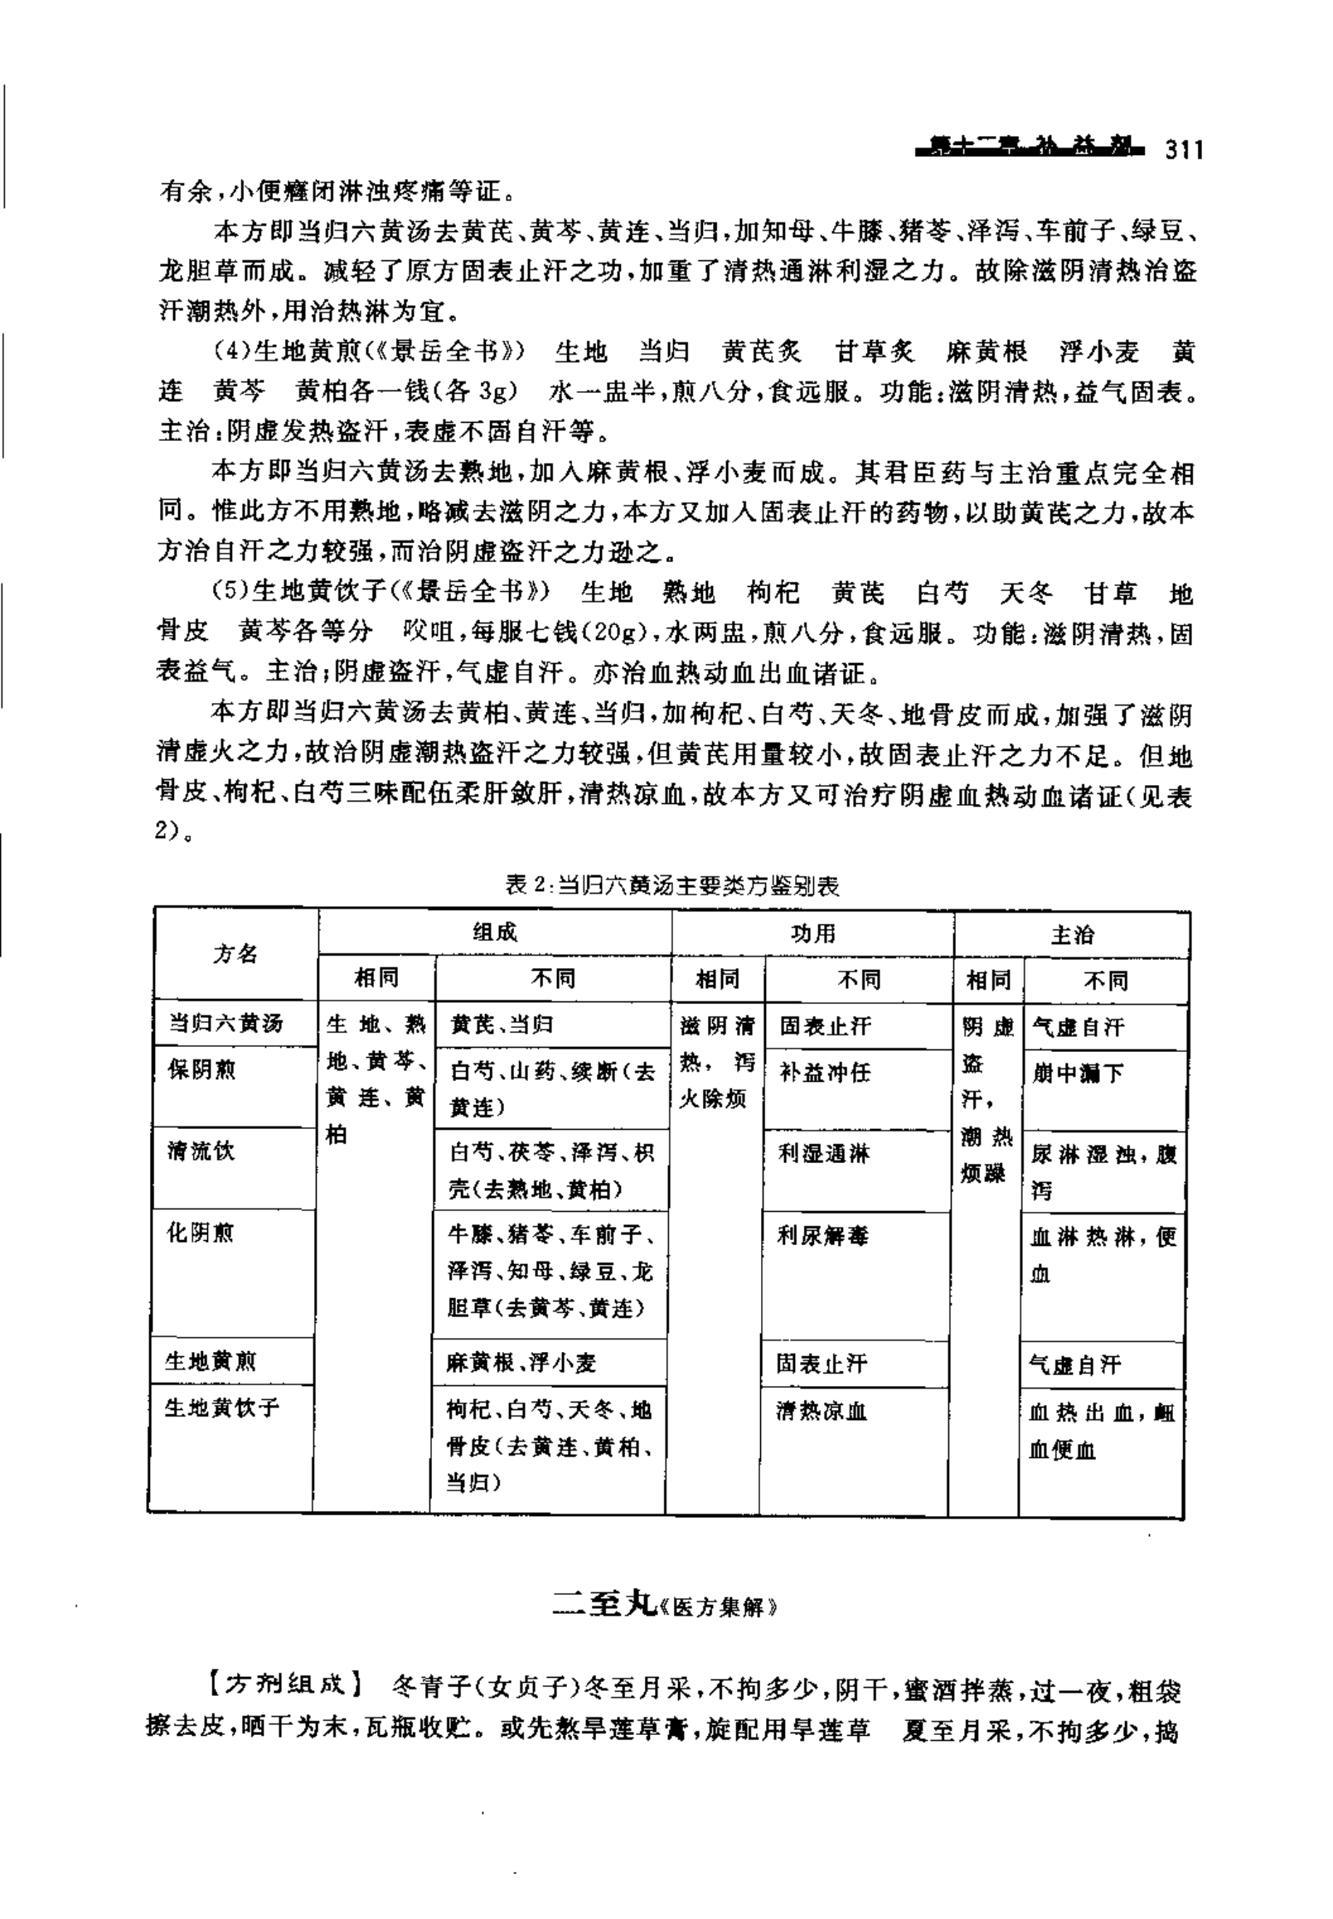 第十二章 补益剂 311
有余,小便癃闭淋浊疼痛等证。
本方即当归六黄汤去黄芪、黄芩、黄连、当归,加知母、牛膝、猪苓、泽泻、车前子、绿豆、
龙胆草而成。减轻了原方固表止汗之功,加重了清热通淋利湿之力。故除滋阴清热治盗
汗潮热外,用治热淋为宜。
(4)生地黄煎(《景岳全书》) 生地 当归 黄芪炙 甘草炙 麻黄根 浮小麦 黄
连 黄芩 黄柏各一钱(各 3g) 水一盅半,煎八分,食远服。功能:滋阴清热,益气固表。
主治:阴虚发热盗汗,表虚不固自汗等。
本方即当归六黄汤去熟地,加入麻黄根、浮小麦而成。其君臣药与主治重点完全相
同。惟此方不用熟地,略减去滋阴之力,本方又加入固表止汗的药物,以助黄芪之力,故本
方治自汗之力较强,而治阴虚盗汗之力逊之。
(5)生地黄饮子(《景岳全书》) 生地 熟地 枸杞 黄芪 白芍 天冬 甘草 地
骨皮 黄芩各等分 㕮咀,每服七钱(20g),水两盅,煎八分,食远服。功能:滋阴清热,固
表益气。主治;阴虚盗汗,气虚自汗。亦治血热动血出血诸证。
本方即当归六黄汤去黄柏、黄连、当归,加枸杞、白芍、天冬、地骨皮而成,加强了滋阴
清虚火之力,故治阴虚潮热盗汗之力较强,但黄芪用量较小,故固表止汗之力不足。但地
骨皮、枸杞、白芍三味配伍柔肝敛肝,清热凉血,故本方又可治疗阴虚血热动血诸证(见表
2)。
表 2:当归六黄汤主要类方鉴别表
方名 组成 功用 主治
相同 不同 相同 不同 相同 不同
当归六黄汤 生地、熟 黄芪、当归 滋阴清 固表止汗 阴虚 气虚自汗
保阴煎 地、黄芩、 白芍、山药、续断(去 热,泻 补益冲任 盗 崩中漏下
黄连、黄 黄连) 火除烦 汗,
清流饮 柏 白芍、茯苓、泽泻、枳 利湿通淋 潮热 尿淋湿浊,腹
壳(去熟地、黄柏) 烦躁 泻
化阴煎 牛膝、猪苓、车前子、 利尿解毒 血淋热淋,便
泽泻、知母、绿豆、龙 血
胆草(去黄芩、黄连)
生地黄煎 麻黄根、浮小麦 固表止汗 气虚自汗
生地黄饮子 枸杞、白芍、天冬、地 清热凉血 血热出血,衄
骨皮(去黄连、黄柏、 血便血
当归)
二至丸《医方集解》
【方剂组成】 冬青子(女贞子)冬至月采,不拘多少,阴干,蜜酒拌蒸,过一夜,粗袋
擦去皮,晒干为末,瓦瓶收贮。或先熬旱莲草膏,旋配用旱莲草 夏至月采,不拘多少,捣